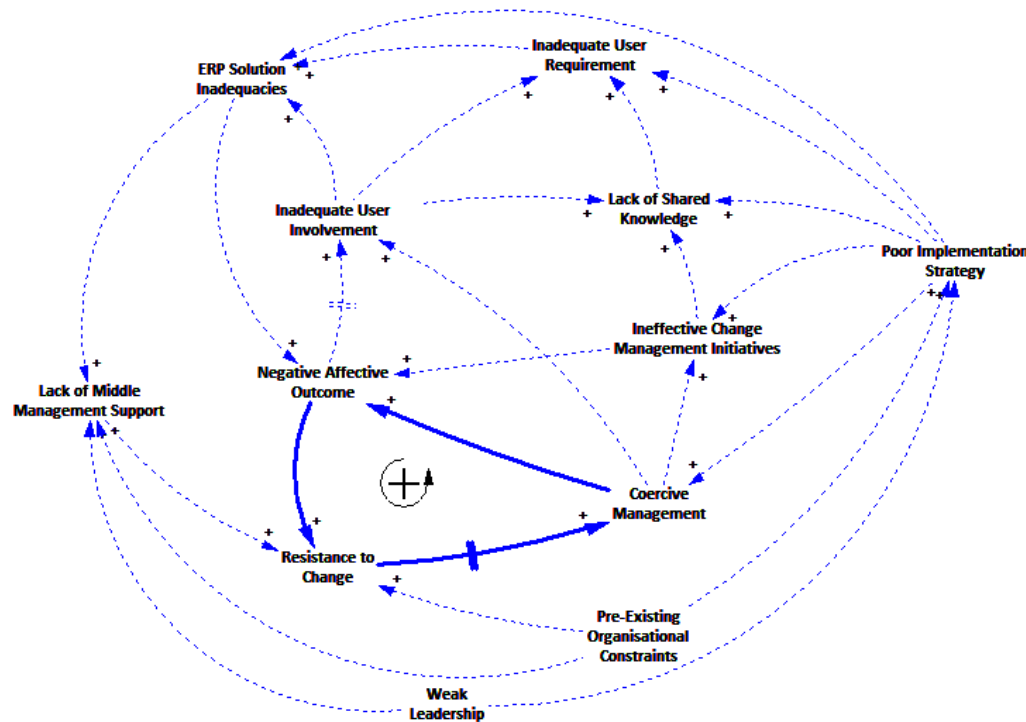 Inadequate User
Requirement
ERP Solution
Inadequacies
Inadequate User
Involvement
Lack of Shared
Knowledge
Poor Implementation
Strategy
Ineffective Change
Management Initiatives
Negative Affective
Outcome
Lack of Middle
Management Support
Coercive
Management
Resistance to
Change
Pre-Existing
Organisational
Constraints
Weak
Leadership